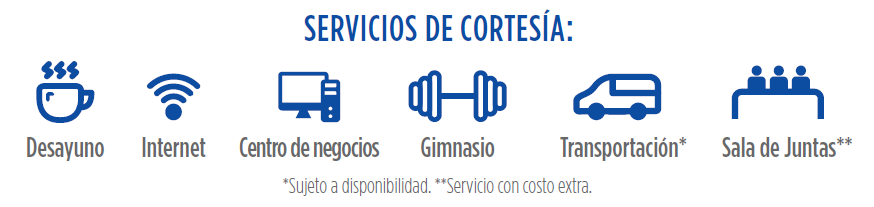 SERVICIOS DE CORTESÍA:
Desayuno Internet Centro de negocios Gimnasio Transportación* Sala de Juntas**
*Sujeto a disponibilidad. **Servicio con costo extra.